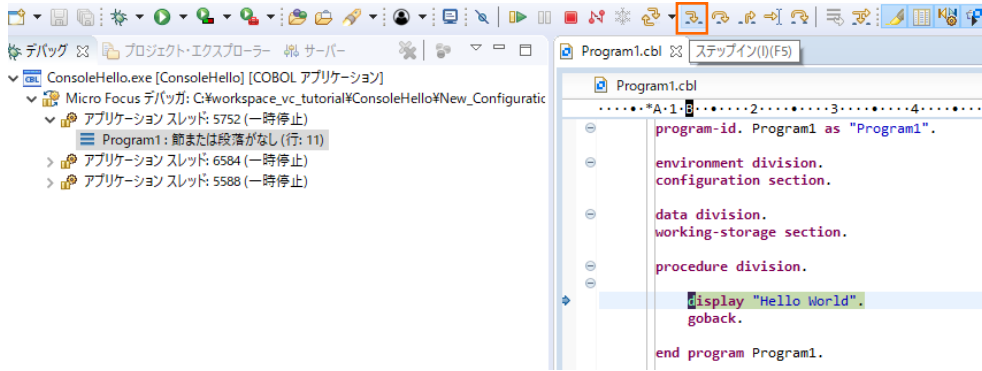 デバッグ プロジェクト・エクスプローラー サーバー
ConsoleHello.exe [ConsoleHello] [COBOL アプリケーション]
Micro Focus デバッガ: C:¥workspace_vc_tutorial¥ConsoleHello¥New_Configuratic
アプリケーション スレッド: 5752 (一時停止)
Program1 : 節または段落がなし (行: 11)
アプリケーション スレッド: 6584 (一時停止)
アプリケーション スレッド: 5588 (一時停止)
Program1.cbl ステップイン(I)(F5)
Program1.cbl
·····*A·1·B········2·········3·········4·········
program-id. Program1 as "Program1".
environment division.
configuration section.
data division.
working-storage section.
procedure division.
display "Hello World".
goback.
end program Program1.